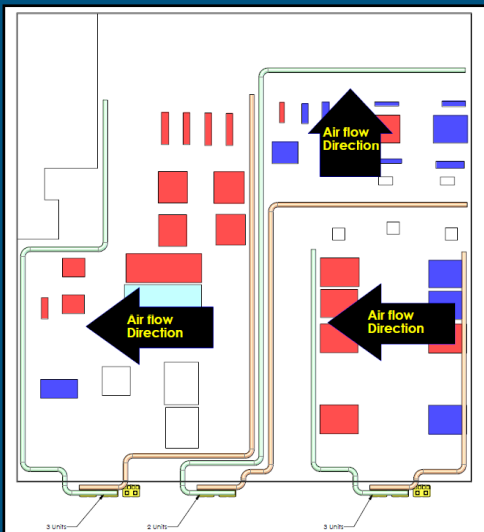 Air flow
Direction
Air flow
Direction
Air flow
Direction
3 Units
2 Units
3 Units